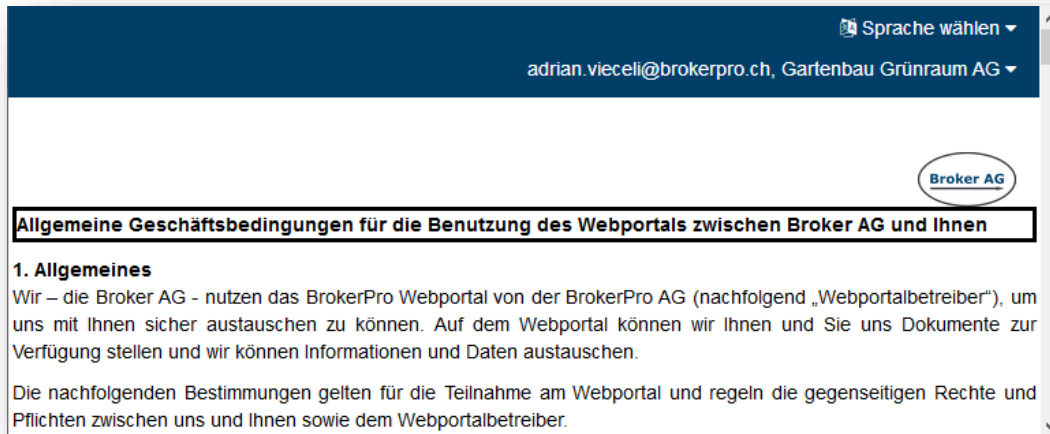 Sprache wählen
adrian.vieceli@brokerpro.ch, Gartenbau Grünraum AG
Broker AG
Allgemeine Geschäftsbedingungen für die Benutzung des Webportals zwischen Broker AG und Ihnen
1. Allgemeines
Wir – die Broker AG - nutzen das BrokerPro Webportal von der BrokerPro AG (nachfolgend „Webportalbetreiber“), um
uns mit Ihnen sicher austauschen zu können. Auf dem Webportal können wir Ihnen und Sie uns Dokumente zur
Verfügung stellen und wir können Informationen und Daten austauschen.
Die nachfolgenden Bestimmungen gelten für die Teilnahme am Webportal und regeln die gegenseitigen Rechte und
Pflichten zwischen uns und Ihnen sowie dem Webportalbetreiber.